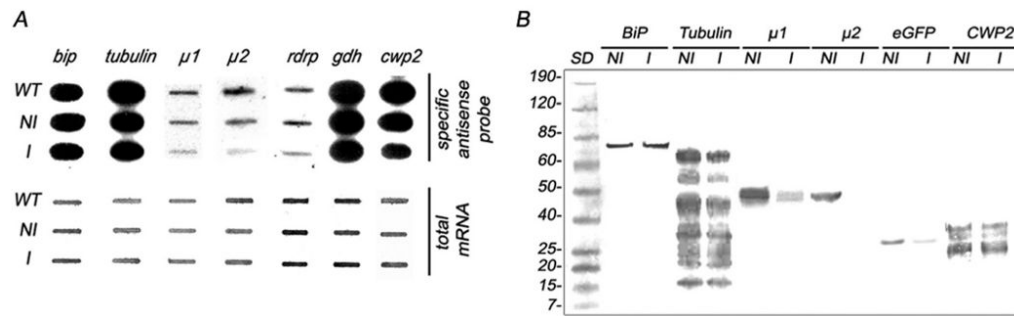 A
bip tubulin µ1 µ2 rdrp gdh cwp2
WT
NI
I
specific
antisense
probe
WT
NI
I
total
mRNA
B
BiP Tubulin µ1 µ2 eGFP CWP2
SD NI I NI I NI I NI I NI I NI I
190-
120-
85-
60-
50-
40-
25-
20-
15-
7-